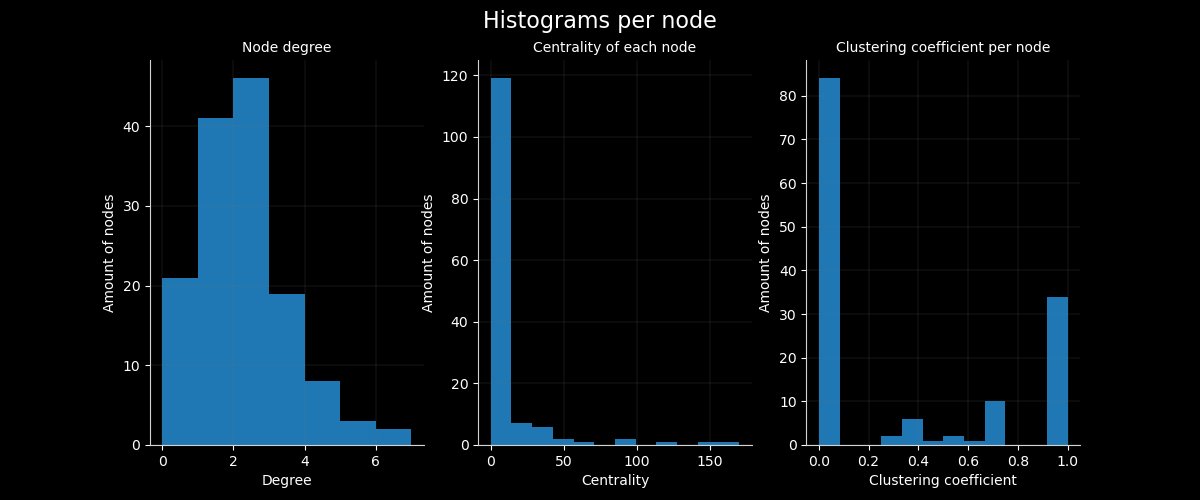 Histograms per node
Node degree
Amount of nodes
40
30
20
10
0
0 2 4 6
Degree
Centrality of each node
Amount of nodes
120
100
80
60
40
20
0
0 50 100 150
Centrality
Clustering coefficient per node
Amount of nodes
80
70
60
50
40
30
20
10
0
0.0 0.2 0.4 0.6 0.8 1.0
Clustering coefficient